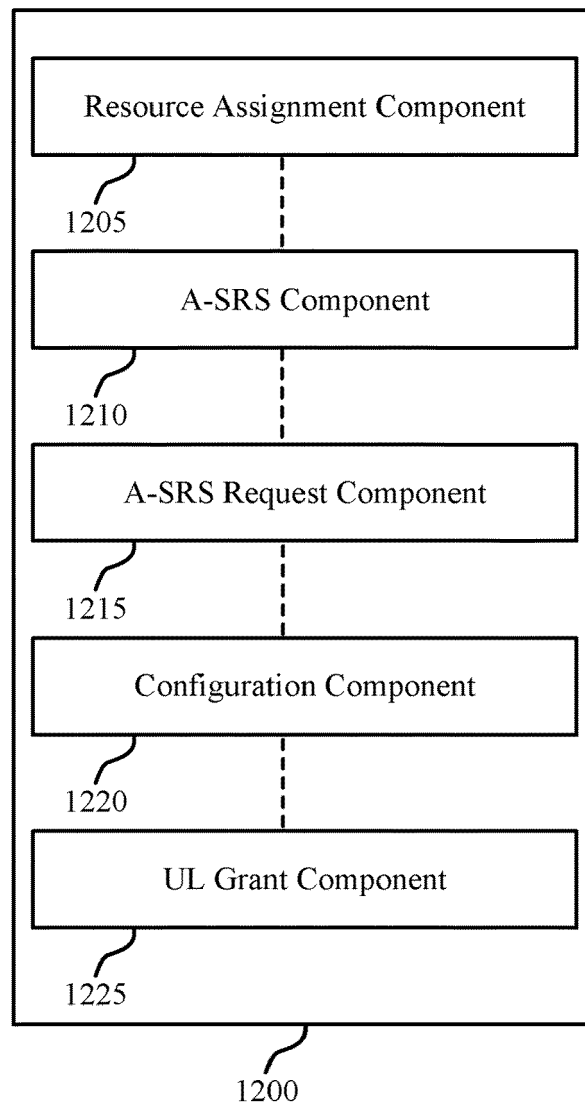 Resource Assignment Component
1205
A-SRS Component
1210
A-SRS Request Component
1215
Configuration Component
1220
UL Grant Component
1225
1200